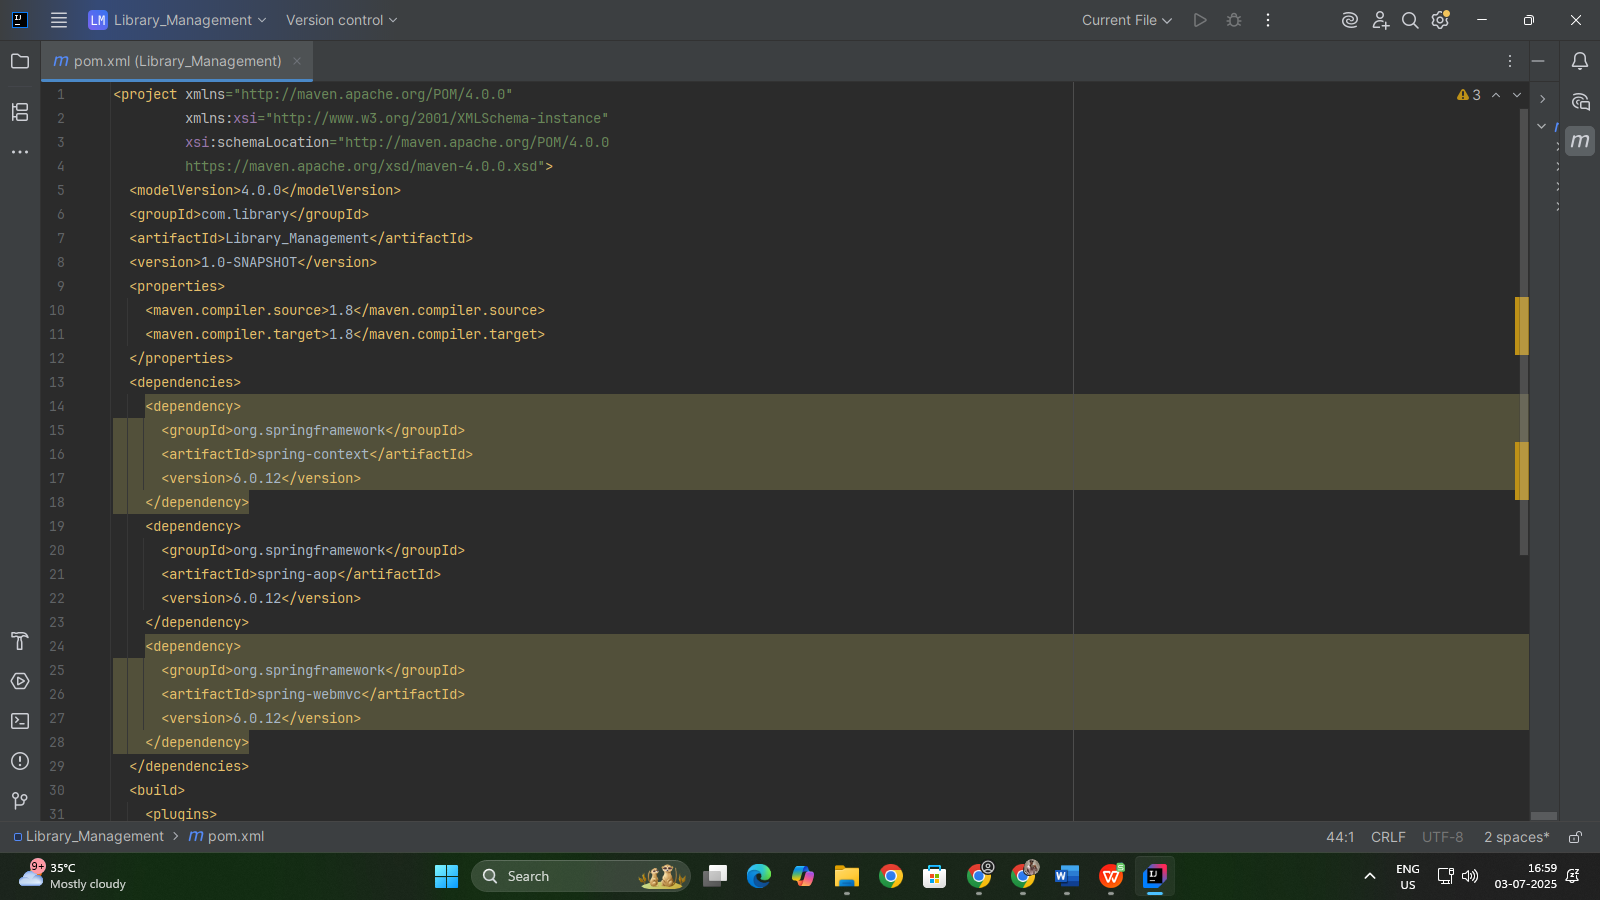 LM Library_Management Version control Current File
pom.xml (Library_Management)
3
1 <project xmlns="http://maven.apache.org/POM/4.0.0"
2 xmlns:xsi="http://www.w3.org/2001/XMLSchema-instance"
3 xsi:schemaLocation="http://maven.apache.org/POM/4.0.0
4 https://maven.apache.org/xsd/maven-4.0.0.xsd">
5 <modelVersion>4.0.0</modelVersion>
6 <groupId>com.library</groupId>
7 <artifactId>Library_Management</artifactId>
8 <version>1.0-SNAPSHOT</version>
9 <properties>
10 <maven.compiler.source>1.8</maven.compiler.source>
11 <maven.compiler.target>1.8</maven.compiler.target>
12 </properties>
13 <dependencies>
14 <dependency>
15 <groupId>org.springframework</groupId>
16 <artifactId>spring-context</artifactId>
17 <version>6.0.12</version>
18 </dependency>
19 <dependency>
20 <groupId>org.springframework</groupId>
21 <artifactId>spring-aop</artifactId>
22 <version>6.0.12</version>
23 </dependency>
24 <dependency>
25 <groupId>org.springframework</groupId>
26 <artifactId>spring-webmvc</artifactId>
27 <version>6.0.12</version>
28 </dependency>
29 </dependencies>
30 <build>
31 <plugins>
Library_Management > m pom.xml 44:1 CRLF UTF-8 2 spaces*
9+ 35°C
Mostly cloudy
Search
ENG
US
16:59
03-07-2025